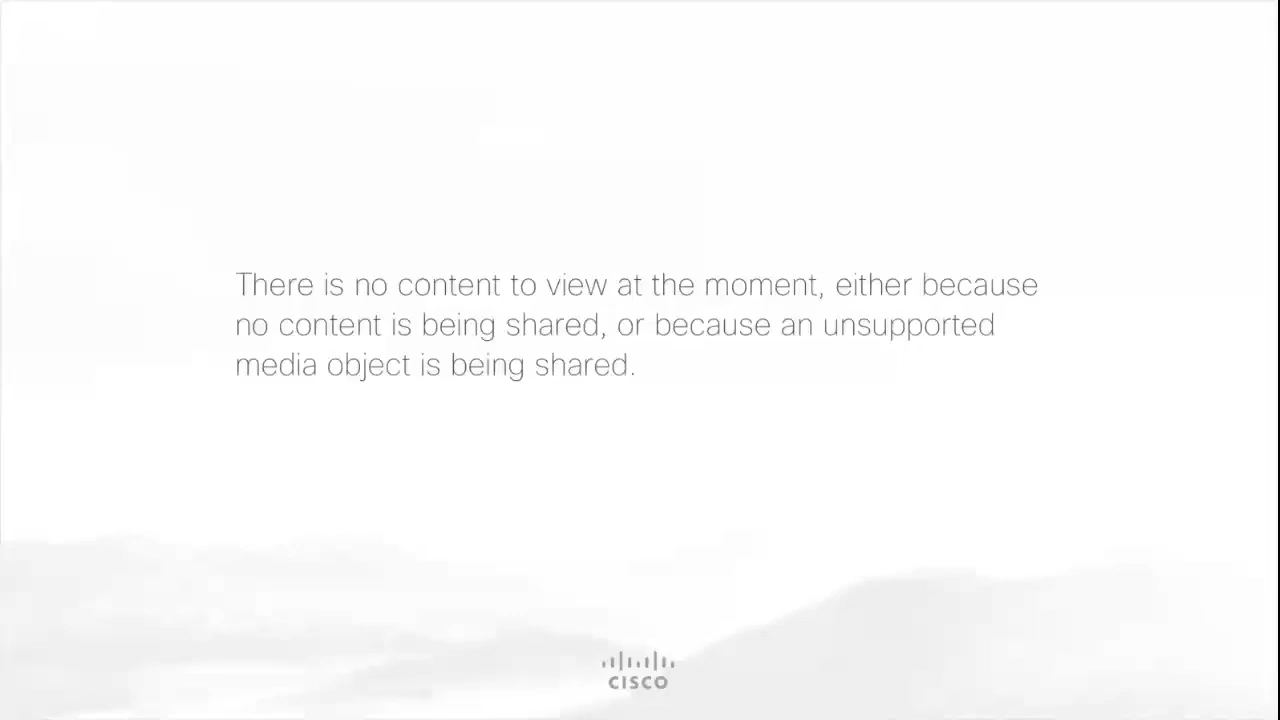 There is no content to view at the moment, either because
no content is being shared, or because an unsupported
media object is being shared.
CISCO